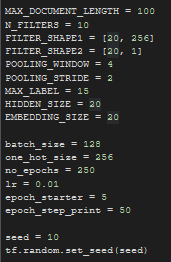 MAX_DOCUMENT_LENGTH = 100
N_FILTERS = 10
FILTER_SHAPE1 = [20, 256]
FILTER_SHAPE2 = [20, 1]
POOLING_WINDOW = 4
POOLING_STRIDE = 2
MAX_LABEL = 15
HIDDEN_SIZE = 20
EMBEDDING_SIZE = 20
batch_size = 128
one_hot_size = 256
no_epochs = 250
lr = 0.01
epoch_starter = 5
epoch_step_print = 50
seed = 10
tf.random.set_seed(seed)